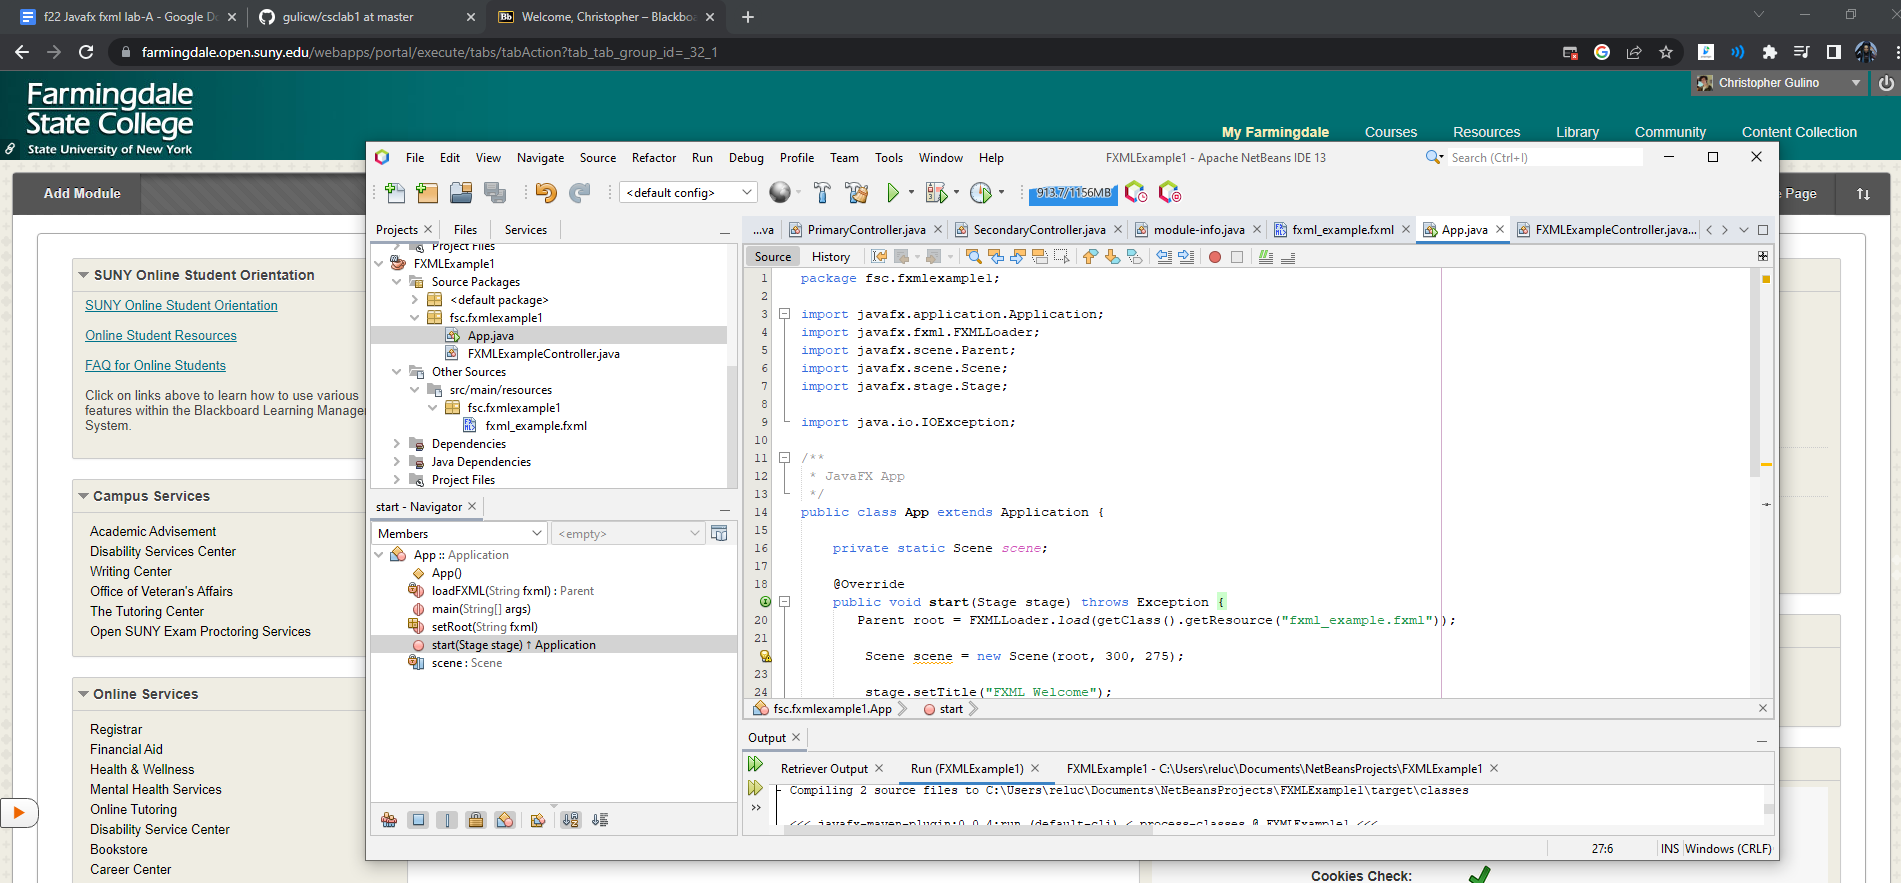 f22 Javafx fxml lab-A - Google Do
gulicw/csclab1 at master
Bb Welcome, Christopher – Blackboa
farmingdale.open.suny.edu/webapps/portal/execute/tabs/tabAction?tab_tab_group_id=_32_1
Farmingdale
State College
State University of New York
Christopher Gulino
My Farmingdale Courses Resources Library Community Content Collection
Add Module
Page
SUNY Online Student Orientation
SUNY Online Student Orientation
Online Student Resources
FAQ for Online Students
Click on links above to learn how to use various
features within the Blackboard Learning Manage
System.
Campus Services
Academic Advisement
Disability Services Center
Writing Center
Office of Veteran's Affairs
The Tutoring Center
Open SUNY Exam Proctoring Services
Online Services
Registrar
Financial Aid
Health & Wellness
Mental Health Services
Online Tutoring
Disability Service Center
Bookstore
Career Center
File Edit View Navigate Source Refactor Run Debug Profile Team Tools Window Help
FXMLExample1 - Apache NetBeans IDE 13
Search (Ctrl+I)
<default config>
913.7/1156MB
Projects Files Services
Project Files
FXMLExample1
Source Packages
<default package>
fsc.fxmlexample1
App.java
FXMLExampleController.java
Other Sources
src/main/resources
fsc.fxmlexample1
fxml_example.fxml
Dependencies
Java Dependencies
Project Files
start - Navigator
Members <empty>
App :: Application
App()
loadFXML(String fxml) : Parent
main(String[] args)
setRoot(String fxml)
start(Stage stage) ↑ Application
scene : Scene
...va PrimaryController.java SecondaryController.java module-info.java fxml_example.fxml App.java FXMLExampleController.java...
Source History
1 package fsc.fxmlexample1;
2
3 import javafx.application.Application;
4 import javafx.fxml.FXMLLoader;
5 import javafx.scene.Parent;
6 import javafx.scene.Scene;
7 import javafx.stage.Stage;
8
9 import java.io.IOException;
10
11 /**
12 * JavaFX App
13 */
14 public class App extends Application {
15
16 private static Scene scene;
17
18 @Override
public void start(Stage stage) throws Exception {
20 Parent root = FXMLLoader.load(getClass().getResource("fxml_example.fxml"));
21
Scene scene = new Scene(root, 300, 275);
23
24 stage.setTitle("FXML Welcome");
fsc.fxmlexample1.App start
Output
Retriever Output Run (FXMLExample1) FXMLExample1 - C:\Users\reluc\Documents\NetBeansProjects\FXMLExample1
Compiling 2 source files to C:\Users\reluc\Documents\NetBeansProjects\FXMLExample1\target\classes
<<< javafx-maven-plugin:0.0.4:run (default-cli) < process-classes @ FXMLExample1 <<<
27:6 INS Windows (CRLF)
Cookies Check: